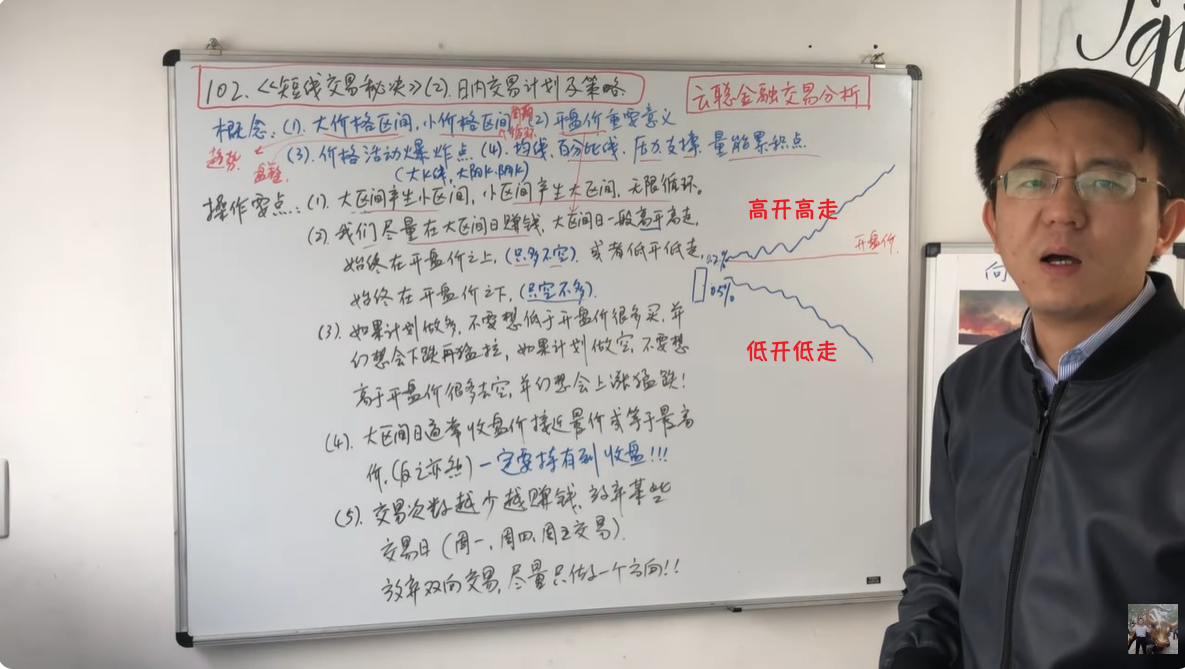 102.《短线交易秘决》(2).日内交易计划及策略
云聪金融交易分析
概念:(1).大价格区间,小价格区间(2)开盘价重要意义
周期
循环
趋势
(3).价格活动爆炸点(4).均线,百分比线,压力支撑,量能累积点
(大K线,大阳K,阴K)
操作要点:(1).大区间产生小区间,小区间产生大区间,无限循环。
(2).我们尽量在大区间日赚钱,大区间日一般高开高走,
始终在开盘价之上,(只多不空).或者低开低走,
始终在开盘价之下,(只空不多).
高开高走
开盘价.
0.2%
0.5%
低开低走
(3).如果计划做多,不要想低于开盘价很多买,并
幻想会下跌再猛拉,如果计划做空,不要想
高于开盘价很多去空,并幻想会上涨猛跌!
(4).大区间日通常收盘价接近最价或等于最高
价,(反之亦然)一定要持有到收盘!!!
(5).交易次数越少越赚钱,放弃某些
交易日(周一,周四,周五交易).
放弃双向交易,尽量只做一个方向!!
向